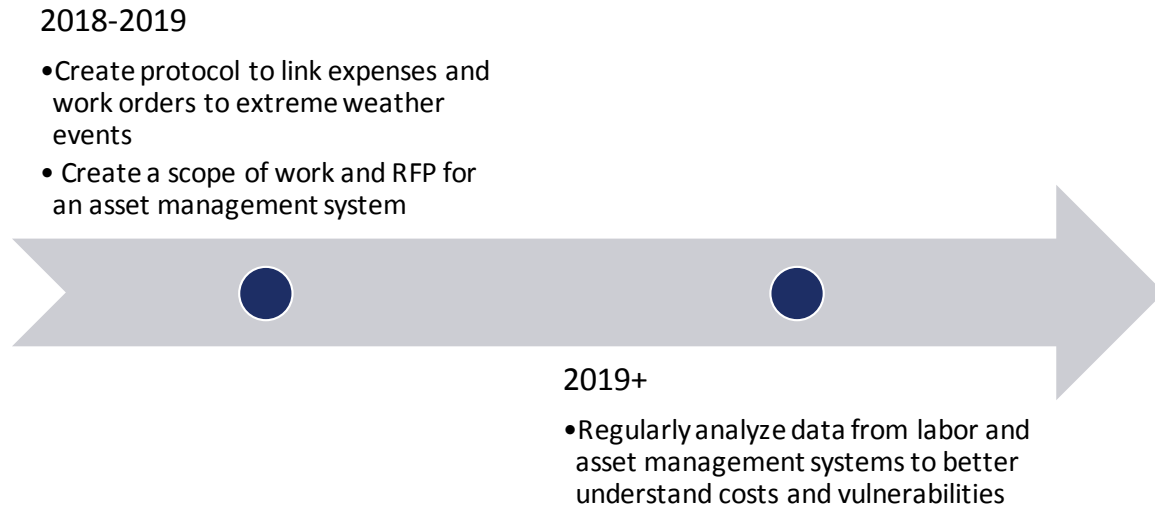 2018-2019
•Create protocol to link expenses and
work orders to extreme weather
events
• Create a scope of work and RFP for
an asset management system
2019+
•Regularly analyze data from labor and
asset management systems to better
understand costs and vulnerabilities